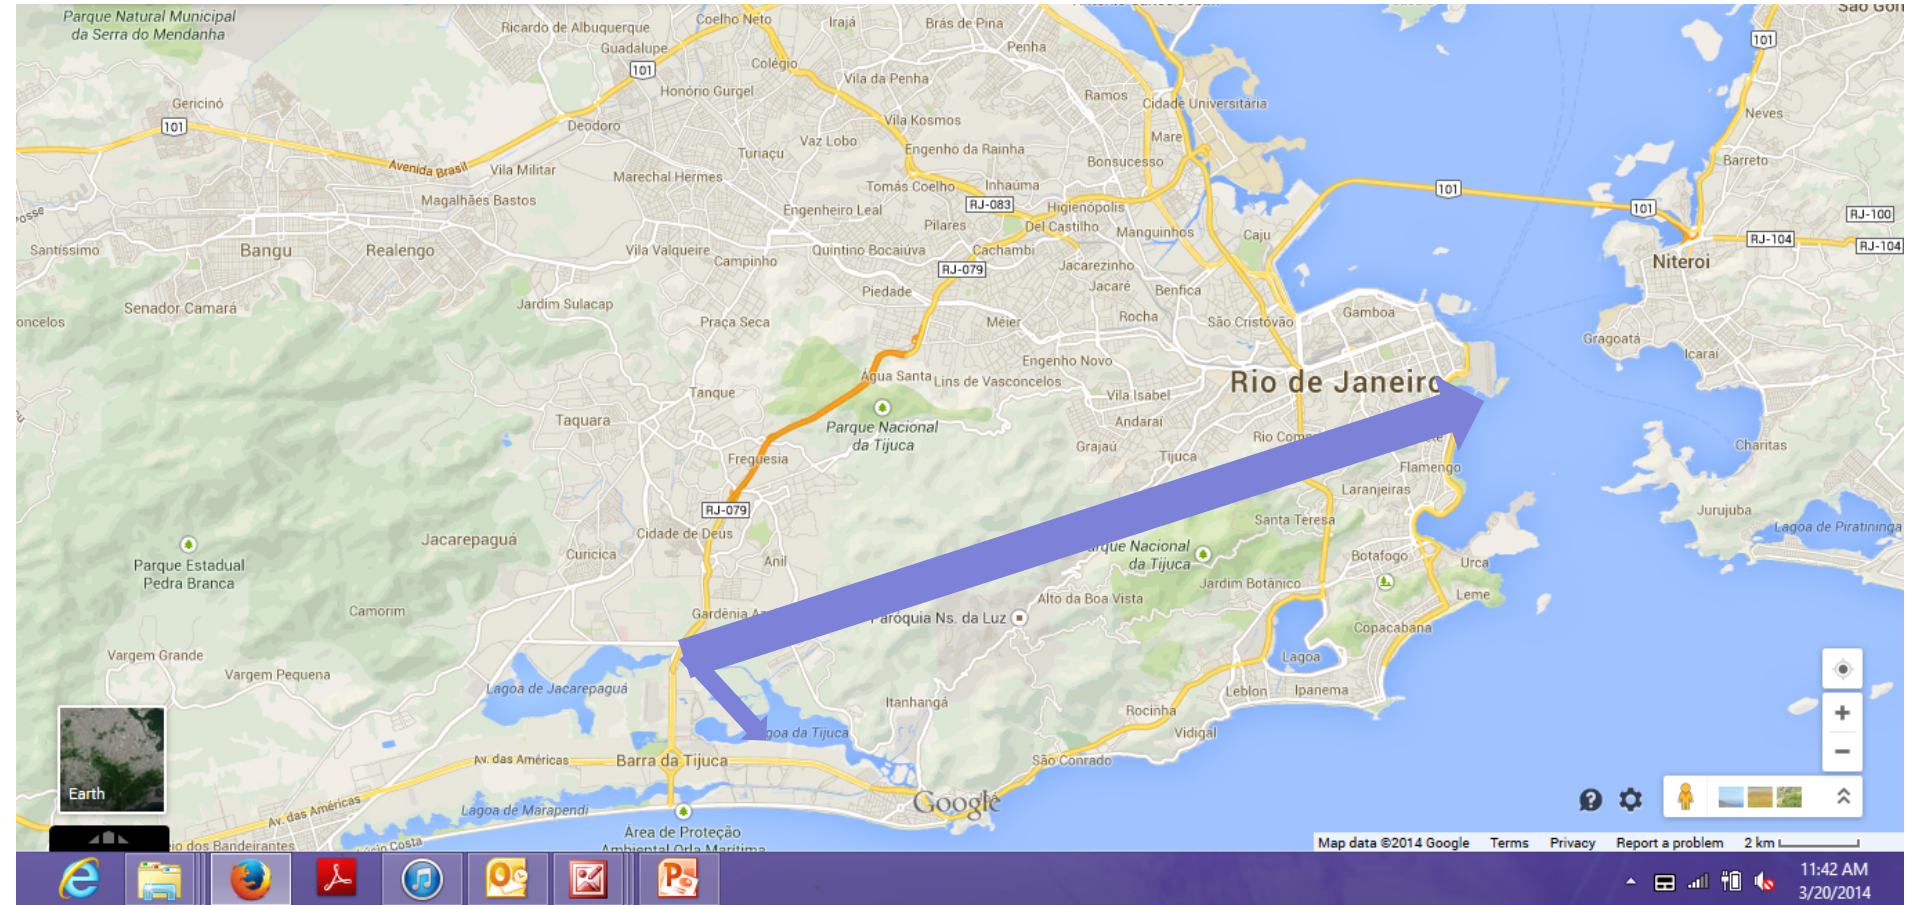 Parque Natural Municipal
da Serra do Mendanha
Ricardo de Albuquerque
Coelho Neto
Irajá
Brás de Pina
Guadalupe
Penha
101
101
Colégio
Vila da Penha
Honório Gurgel
Gericinó
Ramos
Cidade Universitária
101
Deodoro
Vila Kosmos
Neves
Vaz Lobo
Mare
Turiaçu
Engenho da Rainha
Bonsucesso
Barreto
Avenida Brasil
Vila Militar
Marechal Hermes
Tomás Coelho
Inhaúma
101
Magalhães Bastos
RJ-083
Higienópolis
101
RJ-100
Engenheiro Leal
Pilares
Del Castilho
Manguinhos
Caju
RJ-104
RJ-104
Santíssimo
Bangu
Realengo
Vila Valqueire
Campinho
Quintino Bocaiúva
Cachambi
Niteroi
RJ-079
Jacarezinho
Jacaré
Benfica
Piedade
Senador Camará
Jardim Sulacap
Praça Seca
Méier
Rocha
São Cristóvão
Gamboa
Gragoatá
Icaraí
Engenho Novo
Água Santa
Lins de Vasconcelos
Rio de Janeiro
Tanque
Vila Isabel
Taquara
Parque Nacional
da Tijuca
Andaraí
Grajaú
Tijuca
Charitas
Freguesia
Flamengo
Laranjeiras
RJ-079
Jurujuba
Santa Teresa
Lagoa de Piratininga
Jacarepaguá
Cidade de Deus
Curicica
Anil
Nacional
da Tijuca
Botafogo
Urca
Parque Estadual
Pedra Branca
Jardim Botânico
Leme
Camorim
Gardênia
Alto da Boa Vista
Paróquia Ns. da Luz
Copacabana
Vargem Grande
Vargem Pequena
Lagoa
Lagoa de Jacarepaguá
Itanhangá
Leblon
Ipanema
Rocinha
Vidigal
da Tijuca
Av. das Américas
Barra da Tijuca
São Conrado
Earth
Av. das Américas
Lagoa de Marapendi
Google
Área de Proteção
Ambiental Orla Marítima
dos Bandeirantes
Costa
Map data ©2014 Google
Terms
Privacy
Report a problem
2 km
11:42 AM
3/20/2014